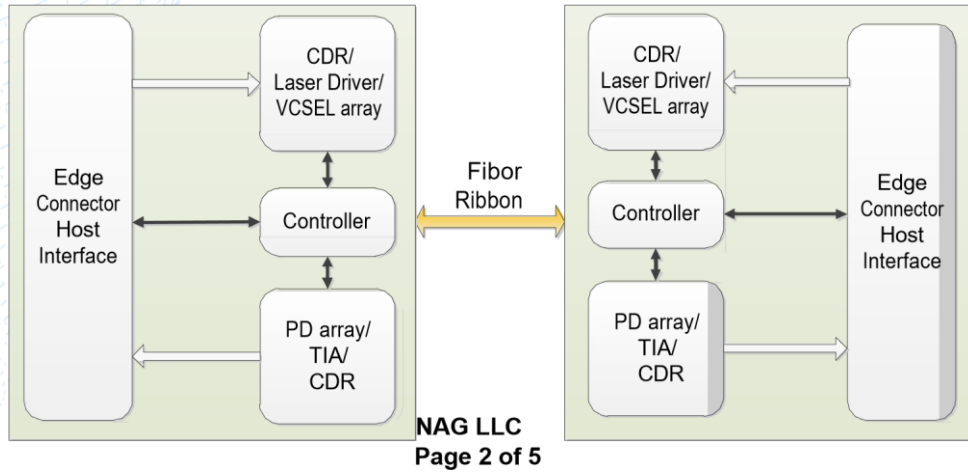 Edge
Connector
Host
Interface
CDR/
Laser Driver/
VCSEL array
Controller
PD array/
TIA/
CDR
Fibor
Ribbon
CDR/
Laser Driver/
VCSEL array
Controller
PD array/
TIA/
CDR
Edge
Connector
Host
Interface
NAG LLC
Page 2 of 5